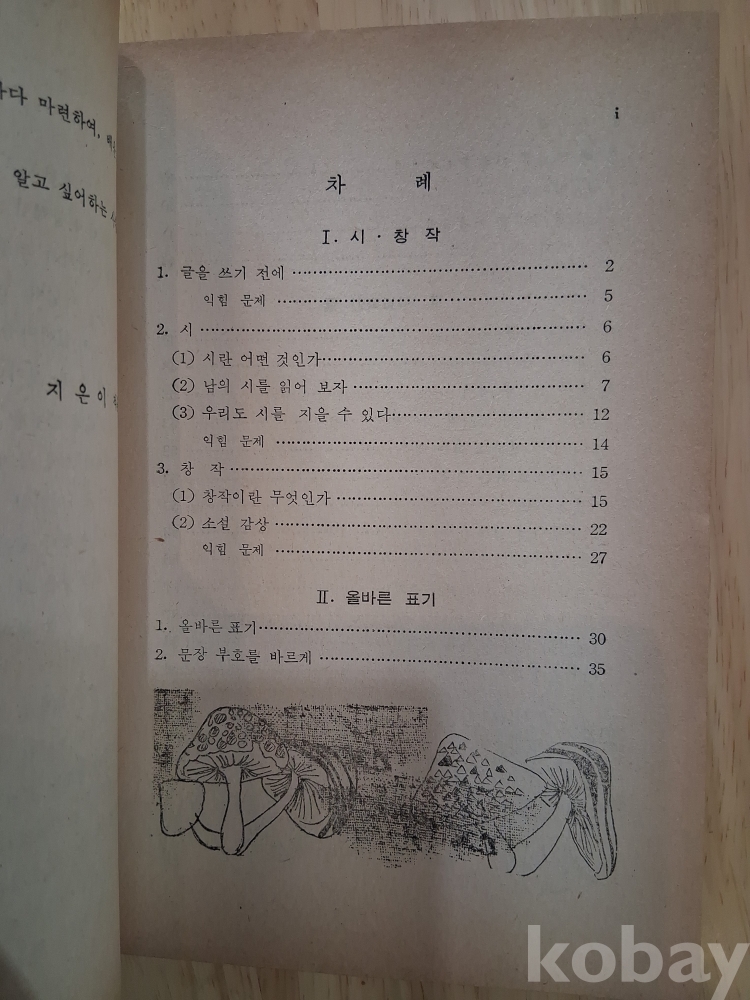 마련하여,
알고 싶어하는
지은이
i
차 례
I. 시 · 창 작
1. 글을 쓰기 전에 ································ 2
익힘 문제 ································ 5
2. 시 ································ 6
(1) 시란 어떤 것인가 ································ 6
(2) 남의 시를 읽어 보자 ································ 7
(3) 우리도 시를 지을 수 있다 ································ 12
익힘 문제 ································ 14
3. 창 작 ································ 15
(1) 창작이란 무엇인가 ································ 15
(2) 소설 감상 ································ 22
익힘 문제 ································ 27
II. 올바른 표기
1. 올바른 표기 ································ 30
2. 문장 부호를 바르게 ································ 35
kobay